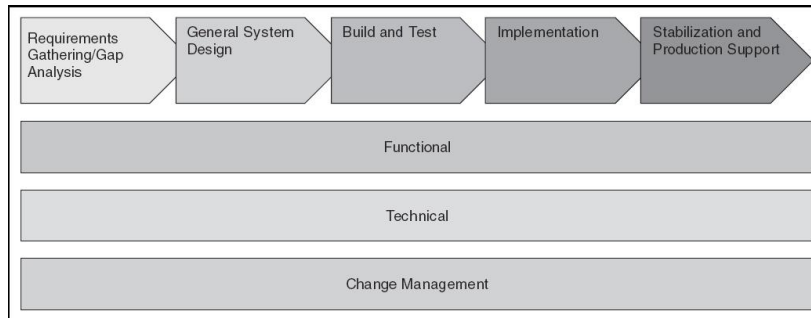 Requirements
Gathering/Gap
Analysis
General System
Design
Build and Test
Implementation
Stabilization and
Production Support
Functional
Technical
Change Management